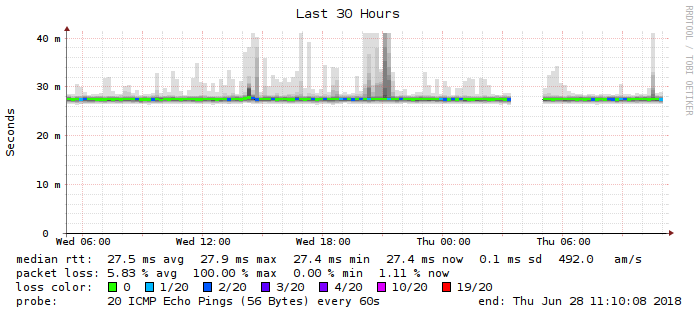 Last 30 Hours
RRDTOOL / TOBI OETIKER
Seconds
40 m
30 m
20 m
10 m
0
Wed 06:00 Wed 12:00 Wed 18:00 Thu 00:00 Thu 06:00
median rtt: 27.5 ms avg 27.9 ms max 27.4 ms min 27.4 ms now 0.1 ms sd 492.0 am/s
packet loss: 5.83 % avg 100.00 % max 0.00 % min 1.11 % now
loss color: 0 1/20 2/20 3/20 4/20 10/20 19/20
probe: 20 ICMP Echo Pings (56 Bytes) every 60s end: Thu Jun 28 11:10:08 2018